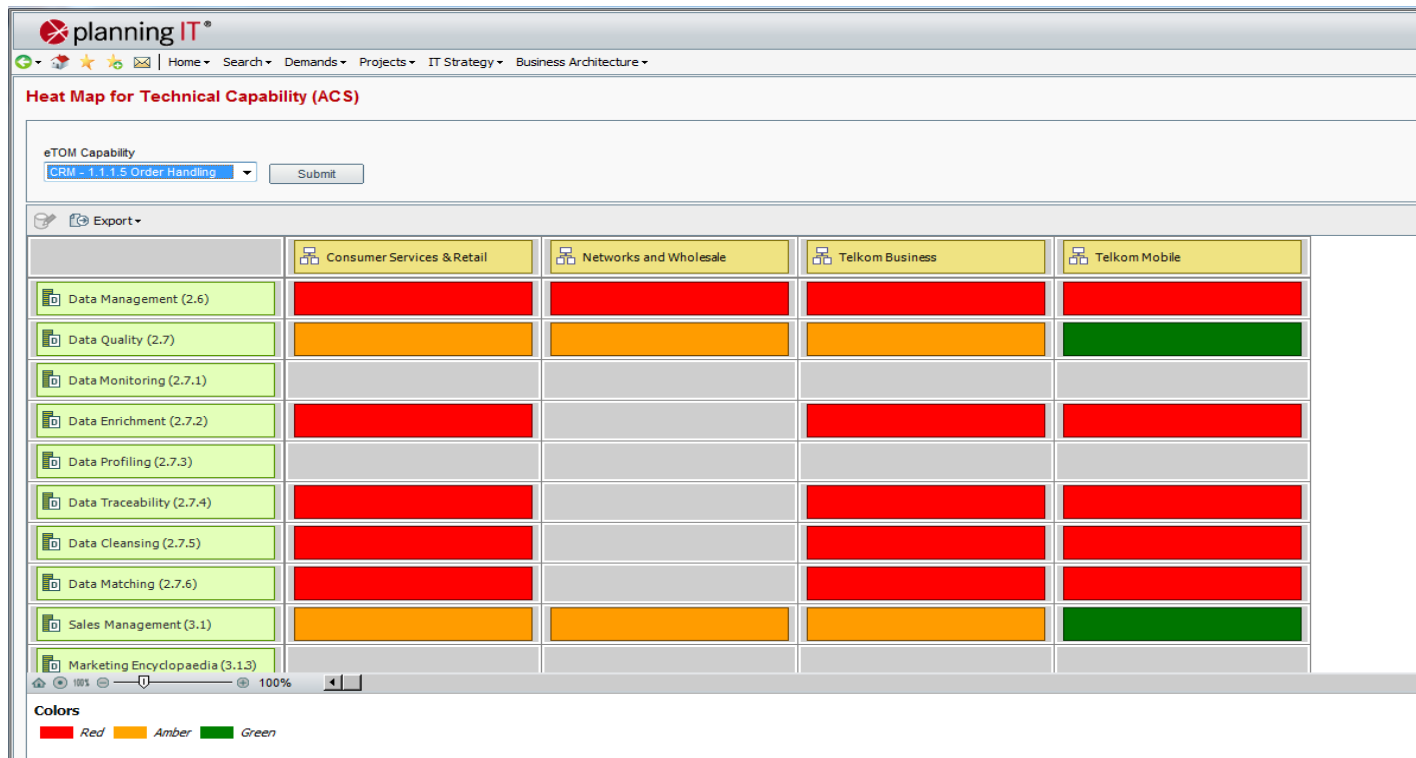 planning IT®
Home Search Demands Projects IT Strategy Business Architecture
Heat Map for Technical Capability (ACS)
eTOM Capability
CRM - 1.1.1.5 Order Handling Submit
Export
Consumer Services & Retail Networks and Wholesale Telkom Business Telkom Mobile
D Data Management (2.6)
D Data Quality (2.7)
D Data Monitoring (2.7.1)
D Data Enrichment (2.7.2)
D Data Profiling (2.7.3)
D Data Traceability (2.7.4)
D Data Cleansing (2.7.5)
D Data Matching (2.7.6)
D Sales Management (3.1)
D Marketing Encyclopaedia (3.1.3)
100% 100%
Colors
Red Amber Green